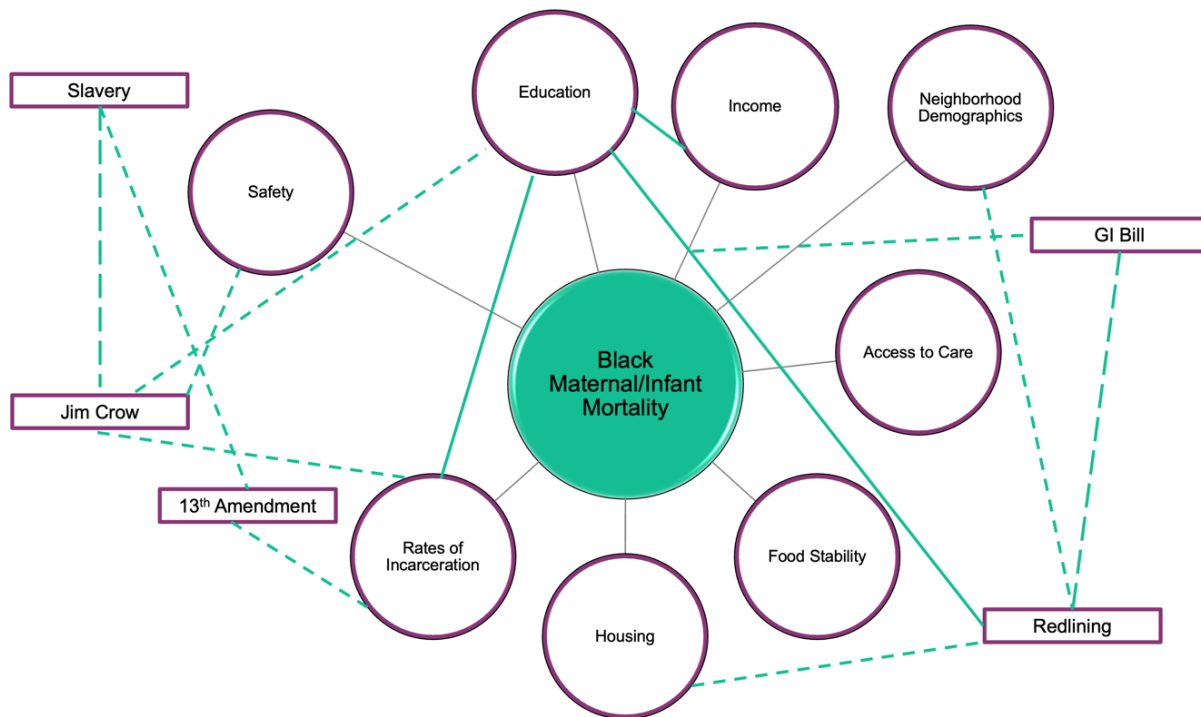 Slavery
Education
Income
Neighborhood
Demographics
Safety
GI Bill
Access to Care
Black
Maternal/Infant
Mortality
Jim Crow
13th Amendment
Rates of
Incarceration
Food Stability
Housing
Redlining